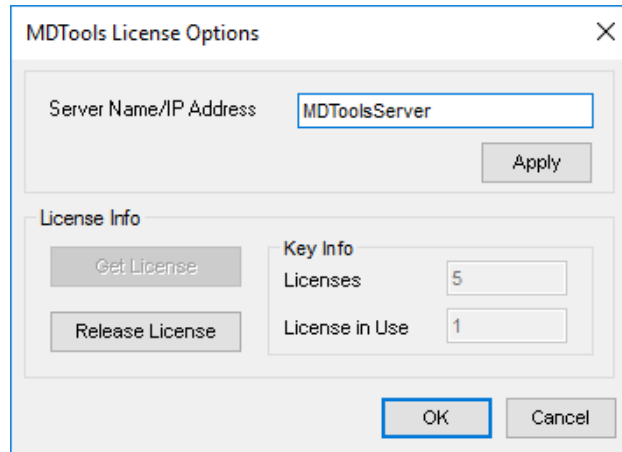 MDTools License Options
Server Name/IP Address MDToolsServer
Apply
License Info
Get License
Key Info
Licenses 5
Release License
License in Use 1
OK Cancel